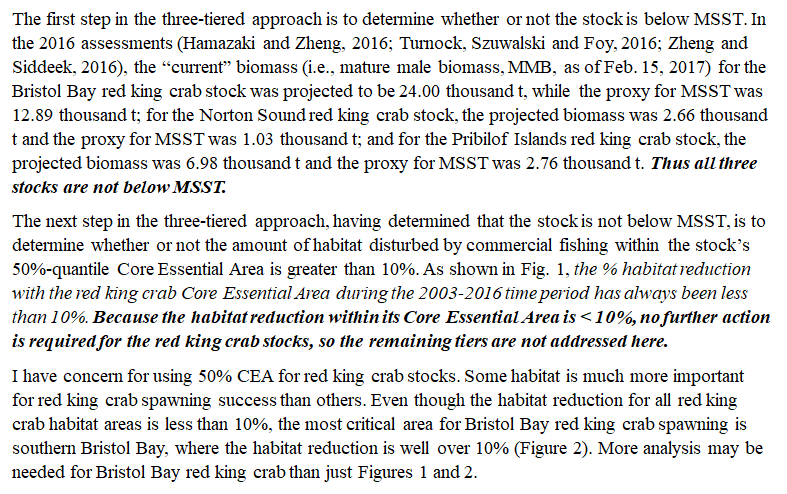 The first step in the three-tiered approach is to determine whether or not the stock is below MSST. In
the 2016 assessments (Hamazaki and Zheng, 2016; Turnock, Szuwalski and Foy, 2016; Zheng and
Siddeek, 2016), the “current” biomass (i.e., mature male biomass, MMB, as of Feb. 15, 2017) for the
Bristol Bay red king crab stock was projected to be 24.00 thousand t, while the proxy for MSST was
12.89 thousand t; for the Norton Sound red king crab stock, the projected biomass was 2.66 thousand
t and the proxy for MSST was 1.03 thousand t; and for the Pribilof Islands red king crab stock, the
projected biomass was 6.98 thousand t and the proxy for MSST was 2.76 thousand t. Thus all three
stocks are not below MSST.
The next step in the three-tiered approach, having determined that the stock is not below MSST, is to
determine whether or not the amount of habitat disturbed by commercial fishing within the stock’s
50%-quantile Core Essential Area is greater than 10%. As shown in Fig. 1, the % habitat reduction
with the red king crab Core Essential Area during the 2003-2016 time period has always been less
than 10%. Because the habitat reduction within its Core Essential Area is < 10%, no further action
is required for the red king crab stocks, so the remaining tiers are not addressed here.
I have concern for using 50% CEA for red king crab stocks. Some habitat is much more important
for red king crab spawning success than others. Even though the habitat reduction for all red king
crab habitat areas is less than 10%, the most critical area for Bristol Bay red king crab spawning is
southern Bristol Bay, where the habitat reduction is well over 10% (Figure 2). More analysis may be
needed for Bristol Bay red king crab than just Figures 1 and 2.